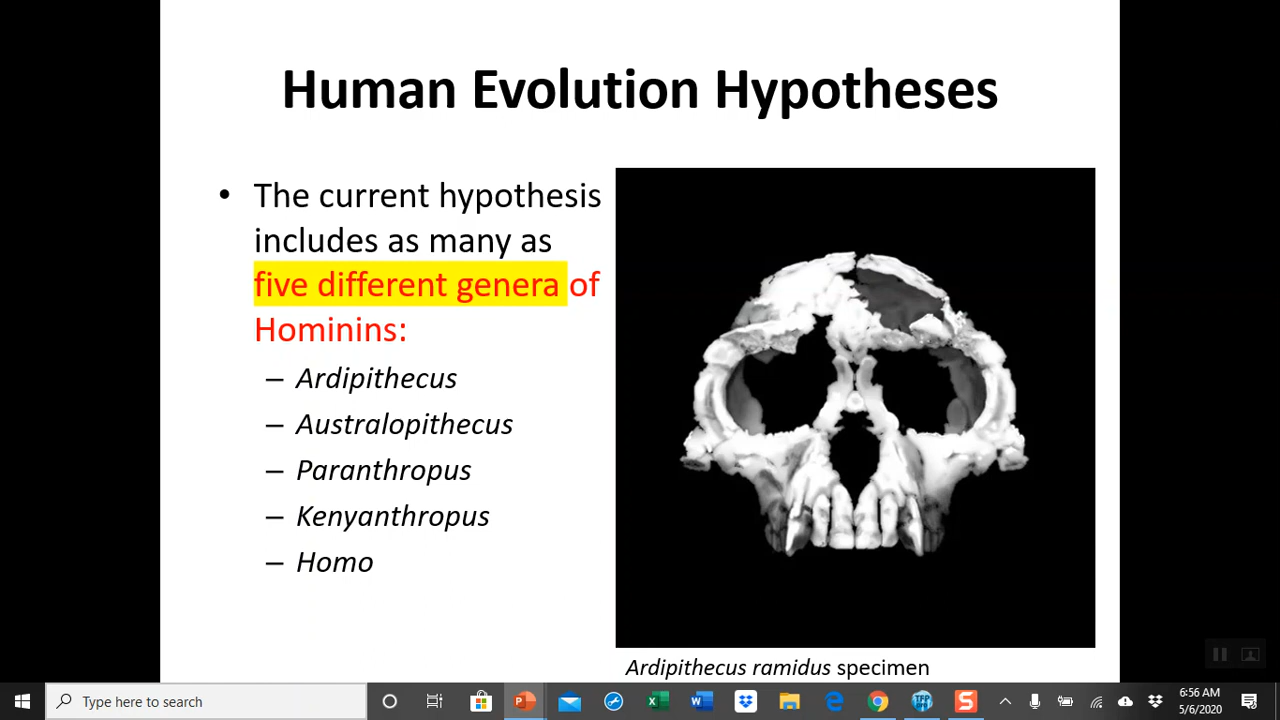 Human Evolution Hypotheses
• The current hypothesis
includes as many as
five different genera of
Hominins:
– Ardipithecus
– Australopithecus
– Paranthropus
– Kenyanthropus
– Homo
Ardipithecus ramidus specimen
Type here to search
6:56 AM
5/6/2020